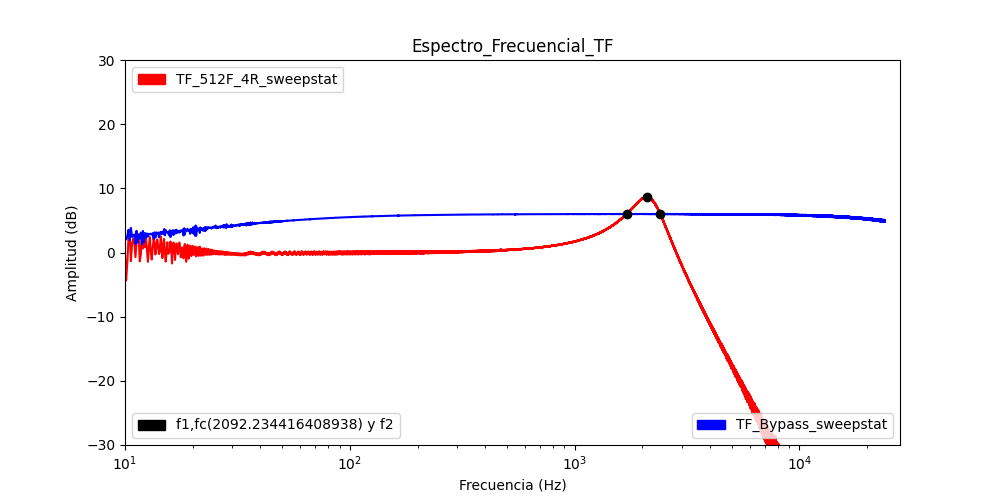 Espectro_Frecuencial_TF
TF_512F_4R_sweepstat
30
20
10
0
−10
−20
−30
Amplitud (dB)
f1,fc(2092.234416408938) y f2
TF_Bypass_sweepstat
10¹ 10² 10³ 10⁴
Frecuencia (Hz)